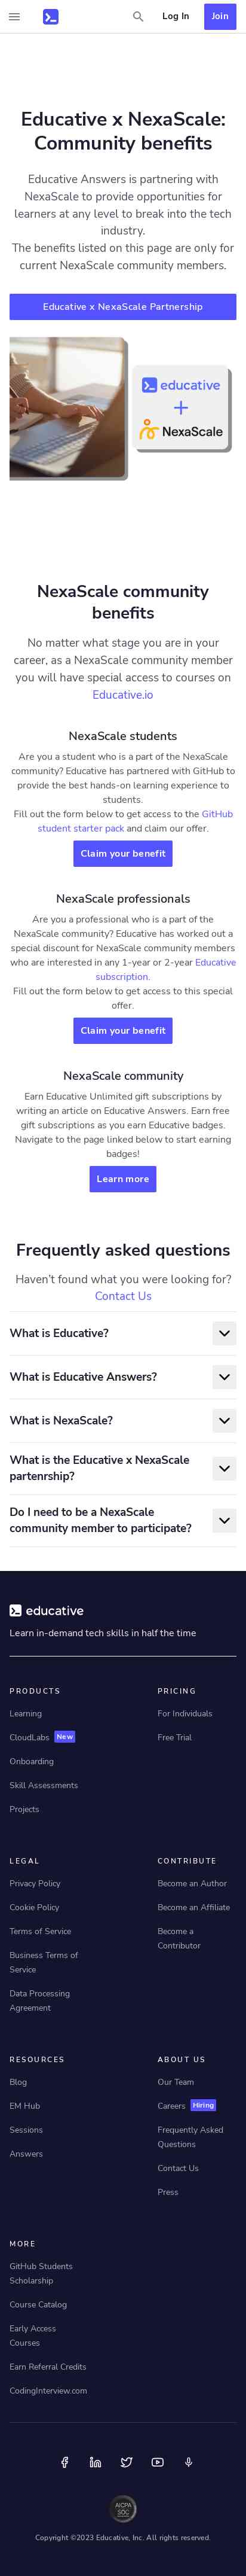 Log In
Join
Educative x NexaScale:
Community benefits
Educative Answers is partnering with
NexaScale to provide opportunities for
learners at any level to break into the tech
industry.
The benefits listed on this page are only for
current NexaScale community members.
Educative x NexaScale Partnership
educative
+
NexaScale
NexaScale community
benefits
No matter what stage you are in your
career, as a NexaScale community member
you will have special access to courses on
Educative.io
NexaScale students
Are you a student who is a part of the NexaScale
community? Educative has partnered with GitHub to
provide the best hands-on learning experience to
students.
Fill out the form below to get access to the GitHub
student starter pack and claim our offer.
Claim your benefit
NexaScale professionals
Are you a professional who is a part of the
NexaScale community? Educative has worked out a
special discount for NexaScale community members
who are interested in any 1-year or 2-year Educative
subscription.
Fill out the form below to get access to this special
offer.
Claim your benefit
NexaScale community
Earn Educative Unlimited gift subscriptions by
writing an article on Educative Answers. Earn free
gift subscriptions as you earn Educative badges.
Navigate to the page linked below to start earning
badges!
Learn more
Frequently asked questions
Haven't found what you were looking for?
Contact Us
What is Educative?
What is Educative Answers?
What is NexaScale?
What is the Educative x NexaScale
partenrship?
Do I need to be a NexaScale
community member to participate?
educative
Learn in-demand tech skills in half the time
PRODUCTS
Learning
CloudLabs New
Onboarding
Skill Assessments
Projects
PRICING
For Individuals
Free Trial
LEGAL
Privacy Policy
Cookie Policy
Terms of Service
Business Terms of
Service
Data Processing
Agreement
CONTRIBUTE
Become an Author
Become an Affiliate
Become a
Contributor
RESOURCES
Blog
EM Hub
Sessions
Answers
ABOUT US
Our Team
Careers Hiring
Frequently Asked
Questions
Contact Us
Press
MORE
GitHub Students
Scholarship
Course Catalog
Early Access
Courses
Earn Referral Credits
CodingInterview.com
AICPA
SOC
Copyright ©2023 Educative, Inc. All rights reserved.